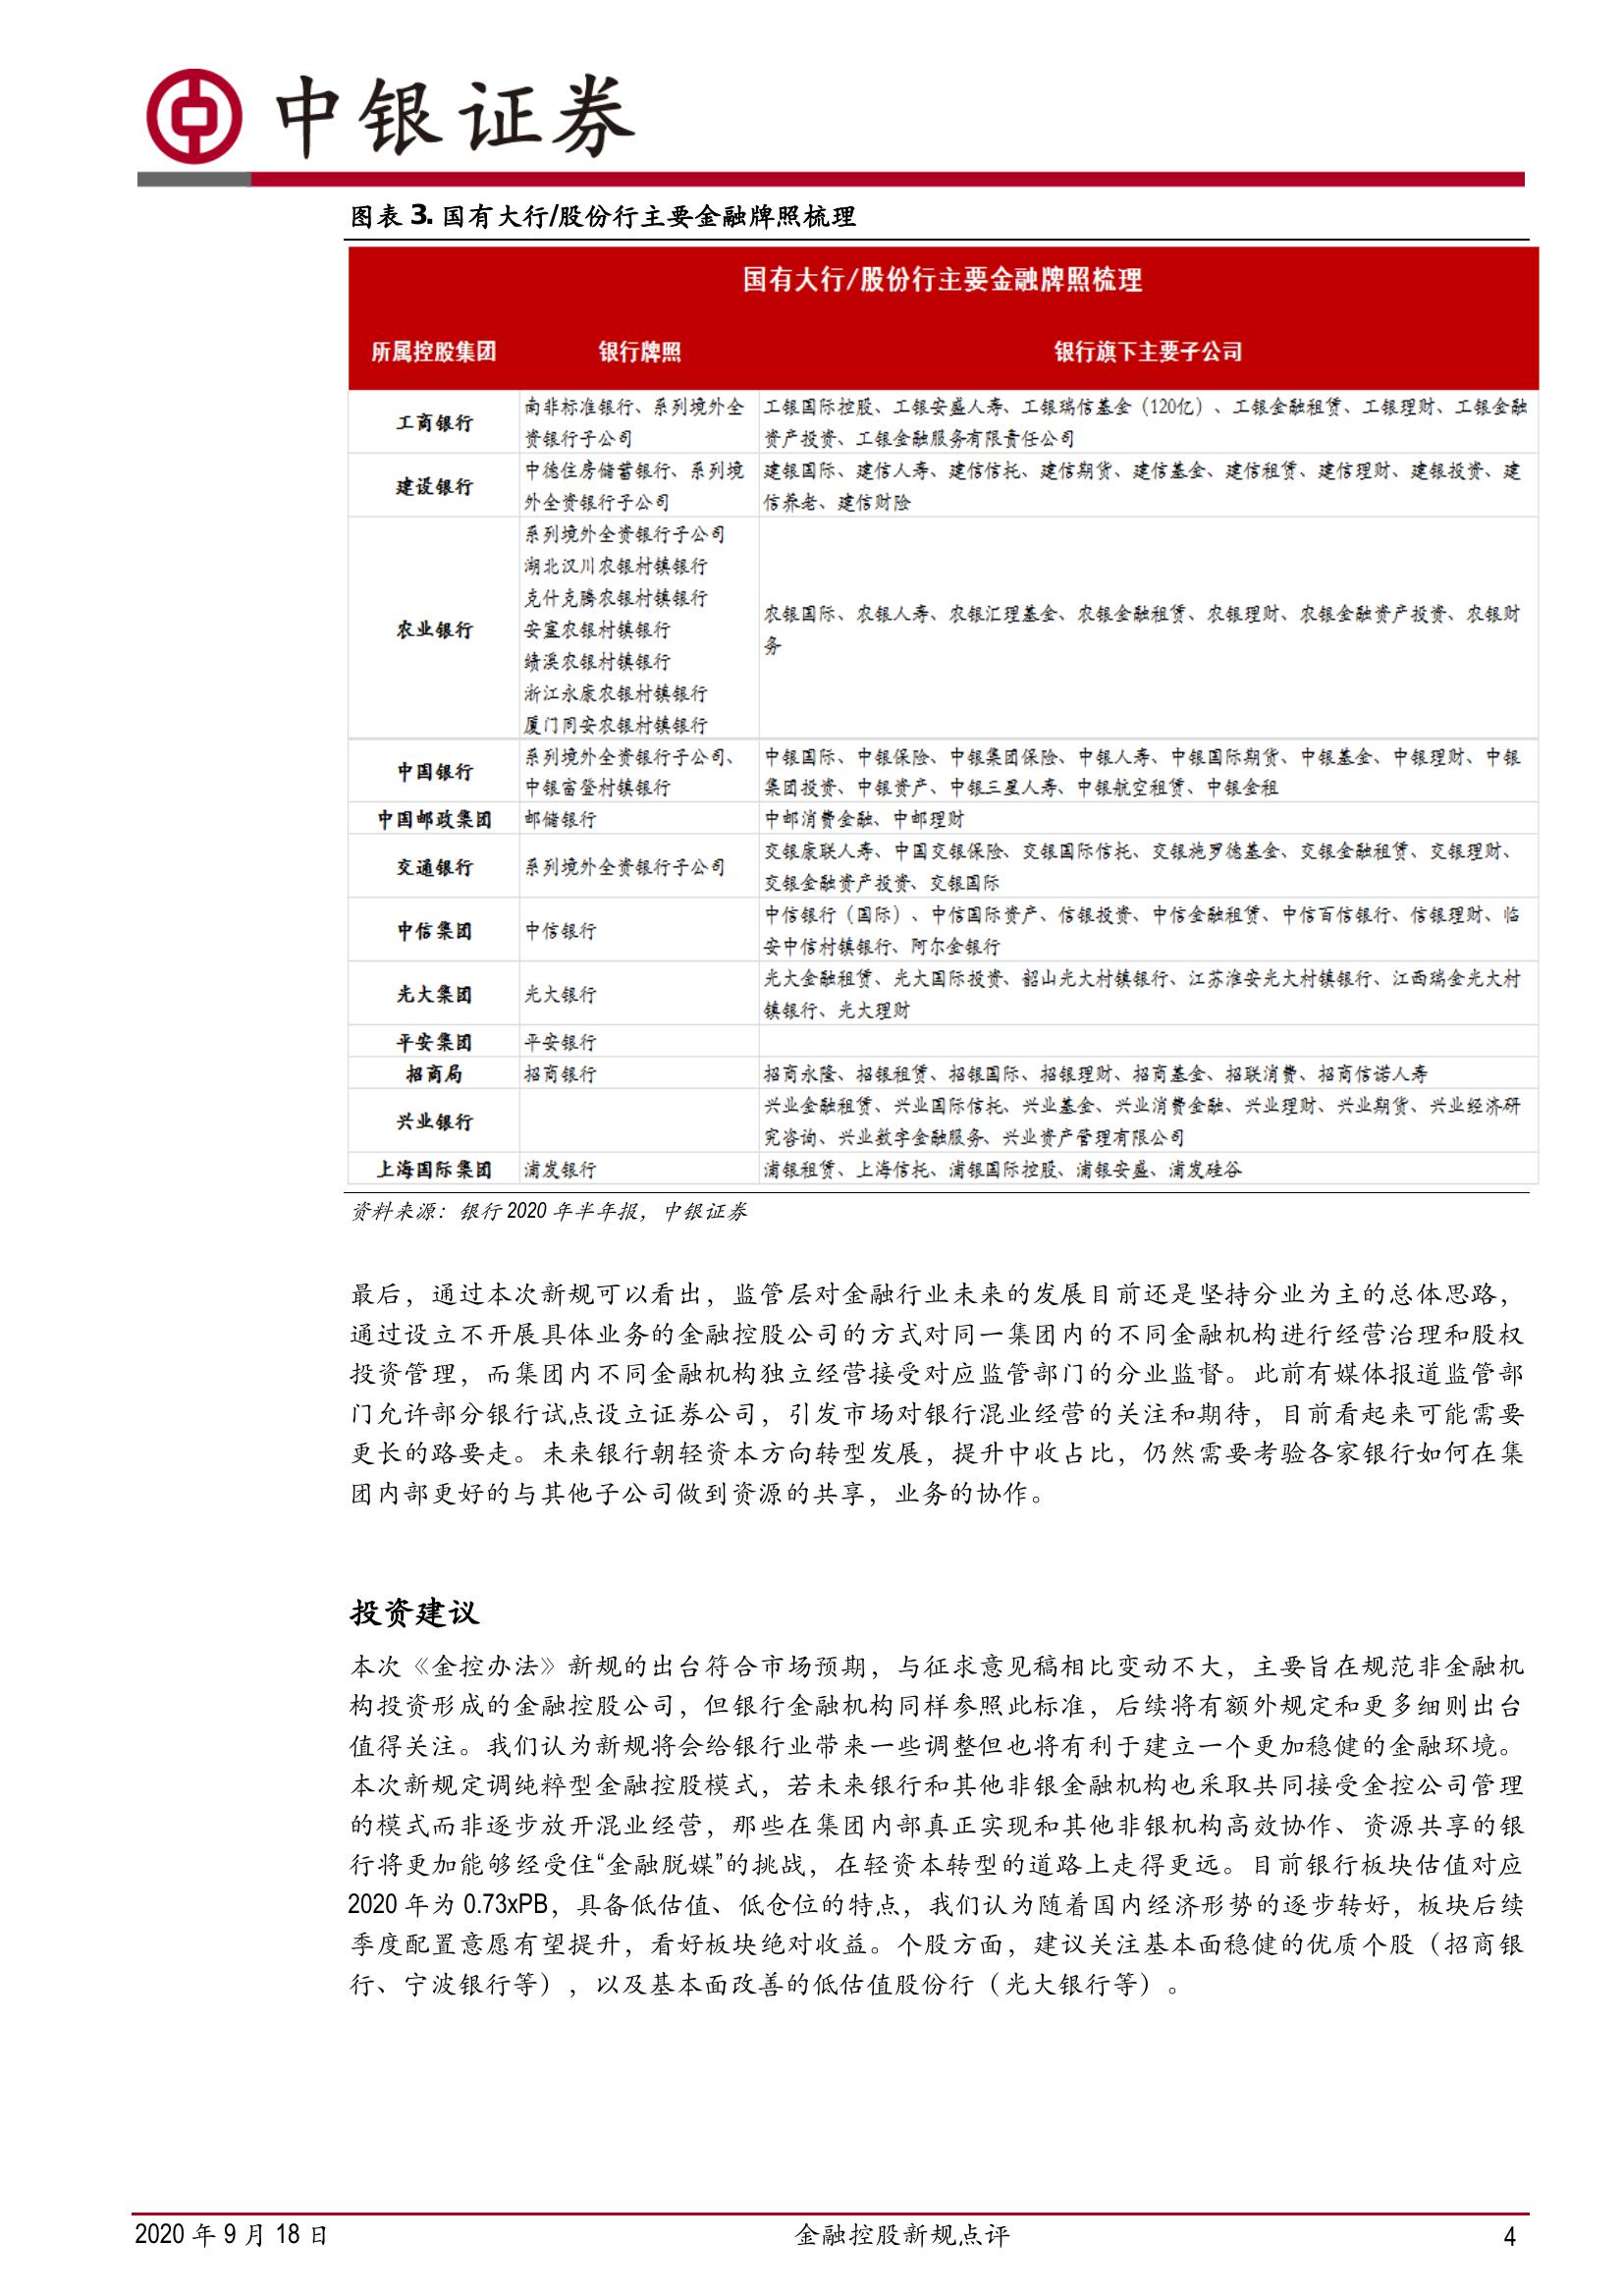 中银证券
图表 3. 国有大行/股份行主要金融牌照梳理
国有大行/股份行主要金融牌照梳理
所属控股集团 银行牌照 银行旗下主要子公司
工商银行
南非标准银行、系列境外全
资银行子公司
工银国际控股、工银安盛人寿、工银瑞信基金（120亿）、工银金融租赁、工银理财、工银金融
资产投资、工银金融服务有限责任公司
建设银行
中德住房储蓄银行、系列境
外全资银行子公司
建银国际、建信人寿、建信信托、建信期货、建信基金、建信租赁、建信理财、建银投资、建
信养老、建信财险
农业银行
系列境外全资银行子公司
湖北汉川农银村镇银行
克什克腾农银村镇银行
安塞农银村镇银行
绩溪农银村镇银行
浙江永康农银村镇银行
厦门同安农银村镇银行
农银国际、农银人寿、农银汇理基金、农银金融租赁、农银理财、农银金融资产投资、农银财
务
中国银行
系列境外全资银行子公司、
中银富登村镇银行
中银国际、中银保险、中银集团保险、中银人寿、中银国际期货、中银基金、中银理财、中银
集团投资、中银资产、中银三星人寿、中银航空租赁、中银金租
中国邮政集团 邮储银行 中邮消费金融、中邮理财
交通银行 系列境外全资银行子公司
交银康联人寿、中国交银保险、交银国际信托、交银施罗德基金、交银金融租赁、交银理财、
交银金融资产投资、交银国际
中信集团 中信银行
中信银行（国际）、中信国际资产、信银投资、中信金融租赁、中信百信银行、信银理财、临
安中信村镇银行、阿尔金银行
光大集团 光大银行
光大金融租赁、光大国际投资、韶山光大村镇银行、江苏淮安光大村镇银行、江西瑞金光大村
镇银行、光大理财
平安集团 平安银行
招商局 招商银行 招商永隆、招银租赁、招银国际、招银理财、招商基金、招联消费、招商信诺人寿
兴业银行
兴业金融租赁、兴业国际信托、兴业基金、兴业消费金融、兴业理财、兴业期货、兴业经济研
究咨询、兴业数字金融服务、兴业资产管理有限公司
上海国际集团 浦发银行 浦银租赁、上海信托、浦银国际控股、浦银安盛、浦发硅谷
资料来源：银行 2020 年半年报，中银证券
最后，通过本次新规可以看出，监管层对金融行业未来的发展目前还是坚持分业为主的总体思路，
通过设立不开展具体业务的金融控股公司的方式对同一集团内的不同金融机构进行经营治理和股权
投资管理，而集团内不同金融机构独立经营接受对应监管部门的分业监督。此前有媒体报道监管部
门允许部分银行试点设立证券公司，引发市场对银行混业经营的关注和期待，目前看起来可能需要
更长的路要走。未来银行朝轻资本方向转型发展，提升中收占比，仍然需要考验各家银行如何在集
团内部更好的与其他子公司做到资源的共享，业务的协作。
投资建议
本次《金控办法》新规的出台符合市场预期，与征求意见稿相比变动不大，主要旨在规范非金融机
构投资形成的金融控股公司，但银行金融机构同样参照此标准，后续将有额外规定和更多细则出台
值得关注。我们认为新规将会给银行业带来一些调整但也将有利于建立一个更加稳健的金融环境。
本次新规定调纯粹型金融控股模式，若未来银行和其他非银金融机构也采取共同接受金控公司管理
的模式而非逐步放开混业经营，那些在集团内部真正实现和其他非银机构高效协作、资源共享的银
行将更加能够经受住“金融脱媒”的挑战，在轻资本转型的道路上走得更远。目前银行板块估值对应
2020 年为 0.73xPB，具备低估值、低仓位的特点，我们认为随着国内经济形势的逐步转好，板块后续
季度配置意愿有望提升，看好板块绝对收益。个股方面，建议关注基本面稳健的优质个股（招商银
行、宁波银行等），以及基本面改善的低估值股份行（光大银行等）。
2020 年 9 月 18 日 金融控股新规点评 4